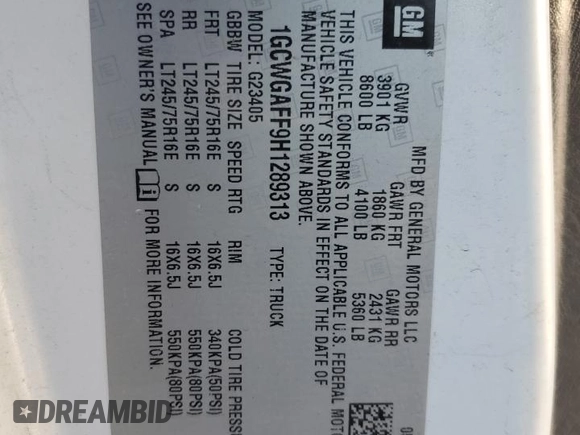 GM
MFD BY GENERAL MOTORS LLC
GVWR GAWR FRT GAWR RR
3901 KG 1860 KG 2431 KG
8600 LB 4100 LB 5360 LB
THIS VEHICLE CONFORMS TO ALL APPLICABLE U.S. FEDERAL
VEHICLE SAFETY STANDARDS IN EFFECT ON THE DATE OF
MANUFACTURE SHOWN ABOVE.
1GCWGAFF9H1289313 TYPE: TRUCK
MODEL: G23405
GBBW TIRE SIZE SPEED RTG RIM COLD TIRE
FRT LT245/75R16E S 16X6.5J 340KPA(50PSI)
RR LT245/75R16E S 16X6.5J 550KPA(80PSI)
SPA LT245/75R16E S 16X6.5J 550KPA(80PSI)
SEE OWNER'S MANUAL i FOR MORE INFORMATION.
DREAMBID